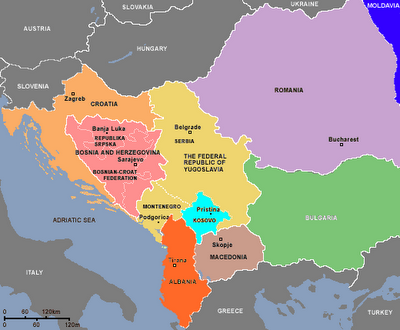 SLOVAKIA
UKRAINE
MOLDAVIA
AUSTRIA
HUNGARY
SLOVENIA
Zagreb
CROATIA
ROMANIA
Banja Luka
REPUBLIKA
SRPSKA
BOSNIA AND HERZEGOVINA
Sarajevo
BOSNIAN-CROAT
FEDERATION
Belgrade
SERBIA
THE FEDERAL
REPUBLIC OF
YUGOSLAVIA
Bucharest
MONTENEGRO
Podgorica
Pristina
KOSOVO
BULGARIA
ADRIATIC SEA
Skopje
MACEDONIA
Tirana
ALBANIA
ITALY
GREECE
TURKEY
0 60 120km
0 60 120m